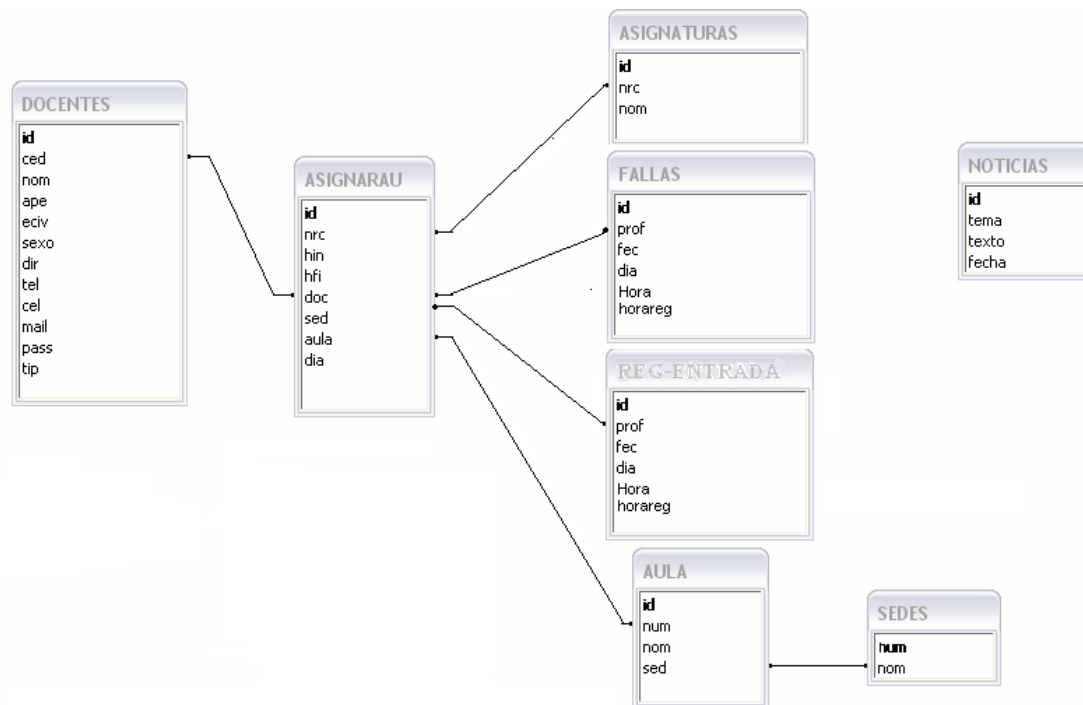 DOCENTES
id
ced
nom
ape
eciv
sexo
dir
tel
cel
mail
pass
tip
ASIGNARAU
id
nrc
hin
hfi
doc
sed
aula
dia
ASIGNATURAS
id
nrc
nom
FALLAS
id
prof
fec
dia
Hora
horareg
REG-ENTRADA
id
prof
fec
dia
Hora
horareg
AULA
id
num
nom
sed
SEDES
num
nom
NOTICIAS
id
tema
texto
fecha